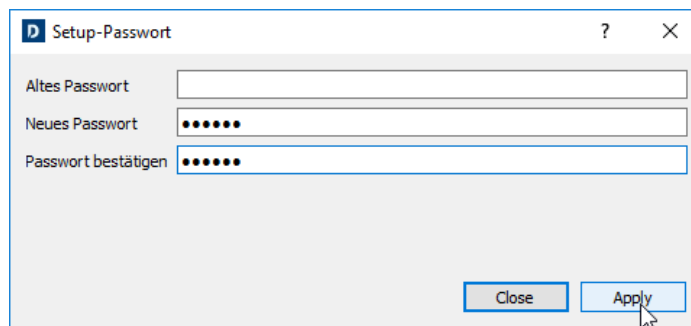 D Setup-Passwort ? ×
Altes Passwort
Neues Passwort ••••••
Passwort bestätigen ••••••
Close Apply